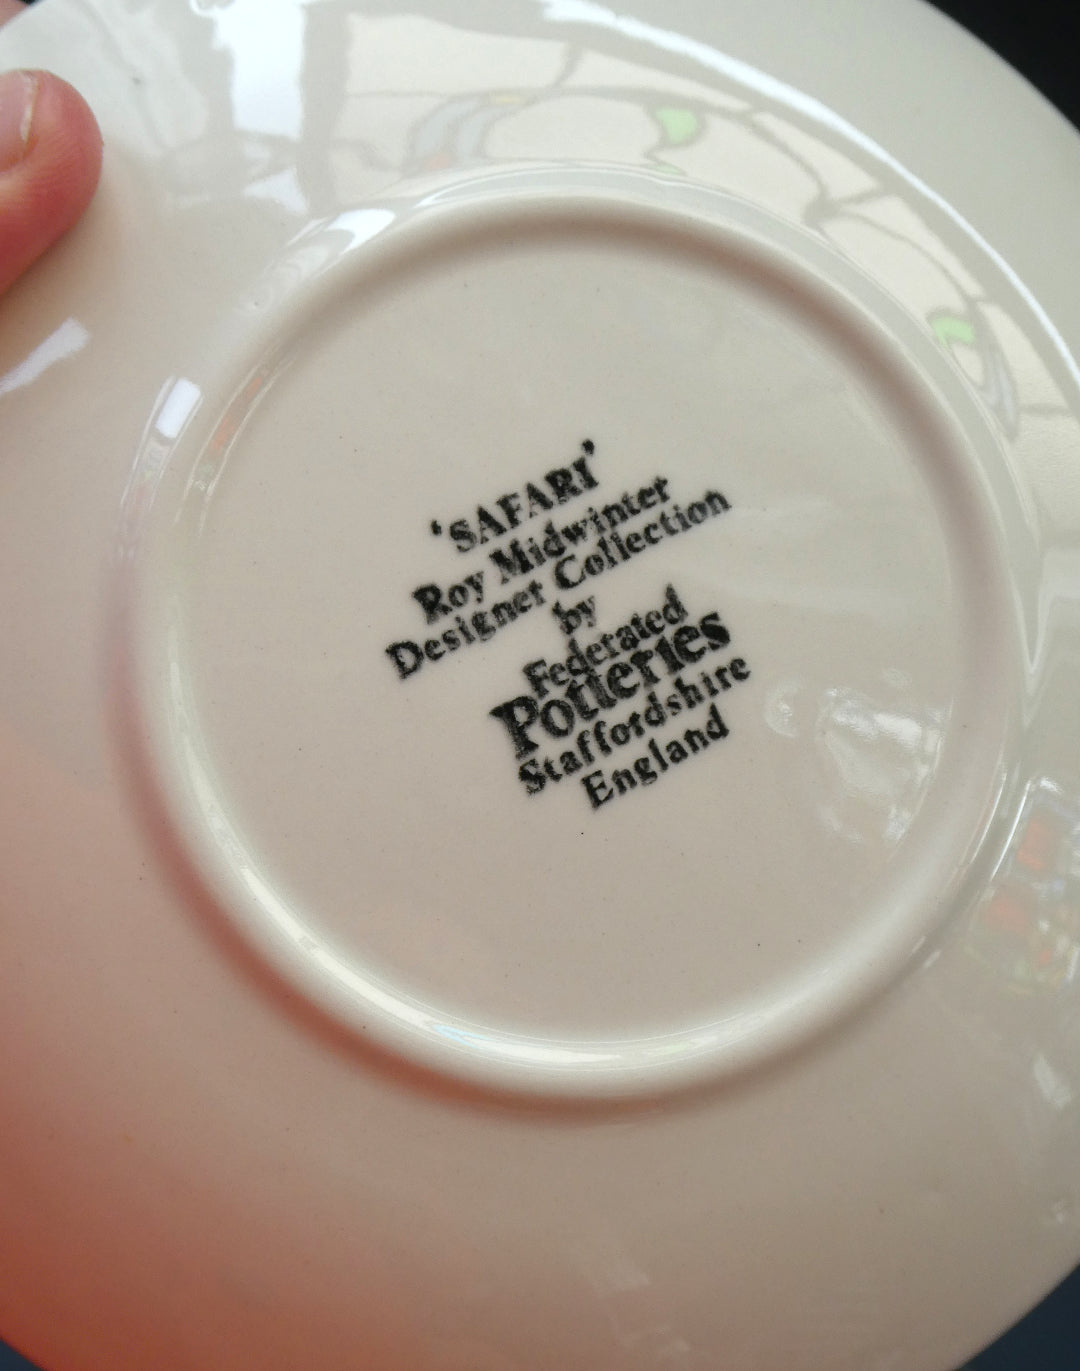 'SAFARI'
Roy Midwinter
Designer Collection
by
Federated
Potteries
Staffordshire
England